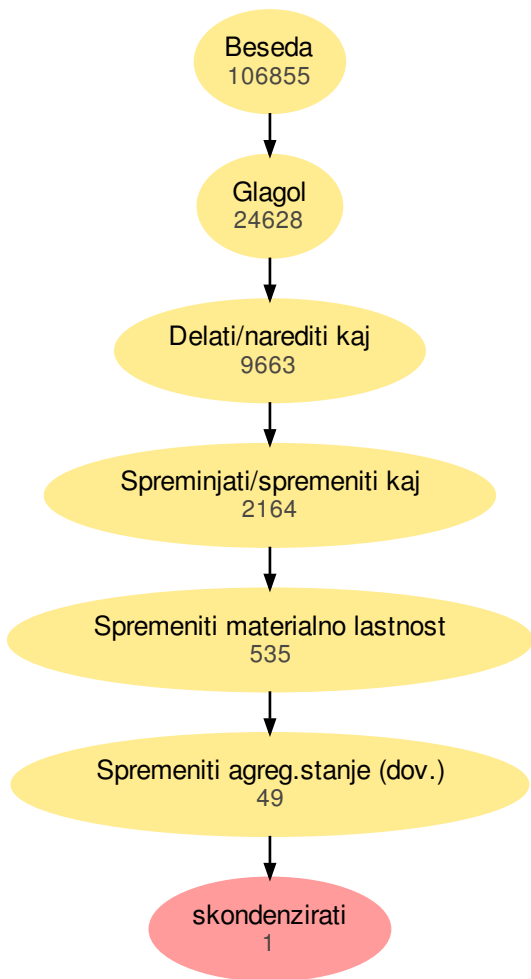 Beseda
106855
Glagol
24628
Delati/narediti kaj
9663
Spreminjati/spremeniti kaj
2164
Spremeniti materialno lastnost
535
Spremeniti agreg.stanje (dov.)
49
skondenzirati
1